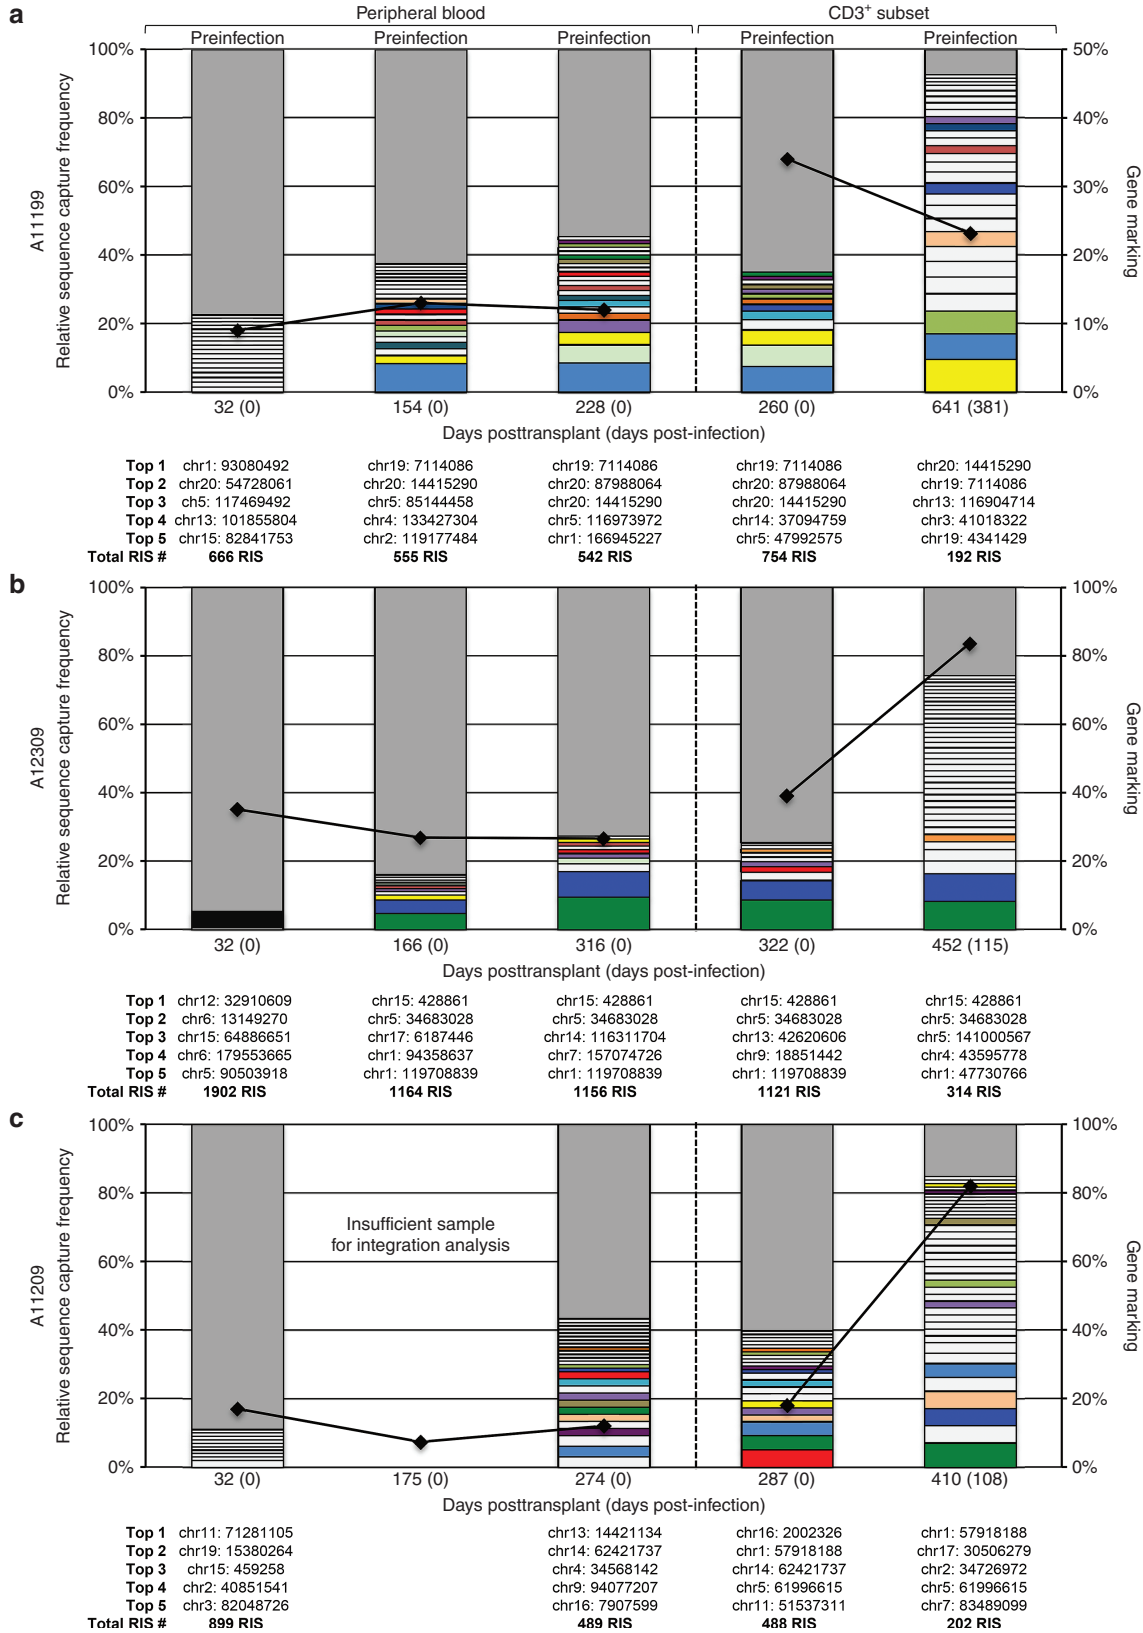 a
Peripheral blood
CD3+ subset
Preinfection Preinfection Preinfection Preinfection Preinfection
A11199
Relative sequence capture frequency
100%
80%
60%
40%
20%
0%
50%
40%
30%
20%
10%
0%
Gene marking
32 (0) 154 (0) 228 (0) 260 (0) 641 (381)
Days posttransplant (days post-infection)
Top 1 chr1: 93080492 chr19: 7114086 chr19: 7114086 chr19: 7114086 chr20: 14415290
Top 2 chr20: 54728061 chr20: 14415290 chr20: 87988064 chr20: 87988064 chr19: 7114086
Top 3 ch5: 117469492 chr5: 85144458 chr20: 14415290 chr20: 14415290 chr13: 116904714
Top 4 chr13: 101855804 chr4: 133427304 chr5: 116973972 chr14: 37094759 chr3: 41018322
Top 5 chr15: 82841753 chr2: 119177484 chr1: 166945227 chr5: 47992575 chr19: 4341429
Total RIS # 666 RIS 555 RIS 542 RIS 754 RIS 192 RIS
b
A12309
Relative sequence capture frequency
100%
80%
60%
40%
20%
0%
100%
80%
60%
40%
20%
0%
Gene marking
32 (0) 166 (0) 316 (0) 322 (0) 452 (115)
Days posttransplant (days post-infection)
Top 1 chr12: 32910609 chr15: 428861 chr15: 428861 chr15: 428861 chr15: 428861
Top 2 chr6: 13149270 chr5: 34683028 chr5: 34683028 chr5: 34683028 chr5: 34683028
Top 3 chr15: 64886651 chr17: 6187446 chr14: 116311704 chr13: 42620606 chr5: 141000567
Top 4 chr6: 179553665 chr1: 94358637 chr7: 157074726 chr9: 18851442 chr4: 43595778
Top 5 chr5: 90503918 chr1: 119708839 chr1: 119708839 chr1: 119708839 chr1: 47730766
Total RIS # 1902 RIS 1164 RIS 1156 RIS 1121 RIS 314 RIS
c
A11209
Relative sequence capture frequency
100%
80%
60%
40%
20%
0%
Insufficient sample
for integration analysis
100%
80%
60%
40%
20%
0%
Gene marking
32 (0) 175 (0) 274 (0) 287 (0) 410 (108)
Days posttransplant (days post-infection)
Top 1 chr11: 71281105 chr13: 14421134 chr16: 2002326 chr1: 57918188
Top 2 chr19: 15380264 chr14: 62421737 chr1: 57918188 chr17: 30506279
Top 3 chr15: 459258 chr4: 34568142 chr14: 62421737 chr2: 34726972
Top 4 chr2: 40851541 chr9: 94077207 chr5: 61996615 chr5: 61996615
Top 5 chr3: 82048726 chr16: 7907599 chr11: 51537311 chr7: 83489099
Total RIS # 899 RIS 489 RIS 488 RIS 202 RIS